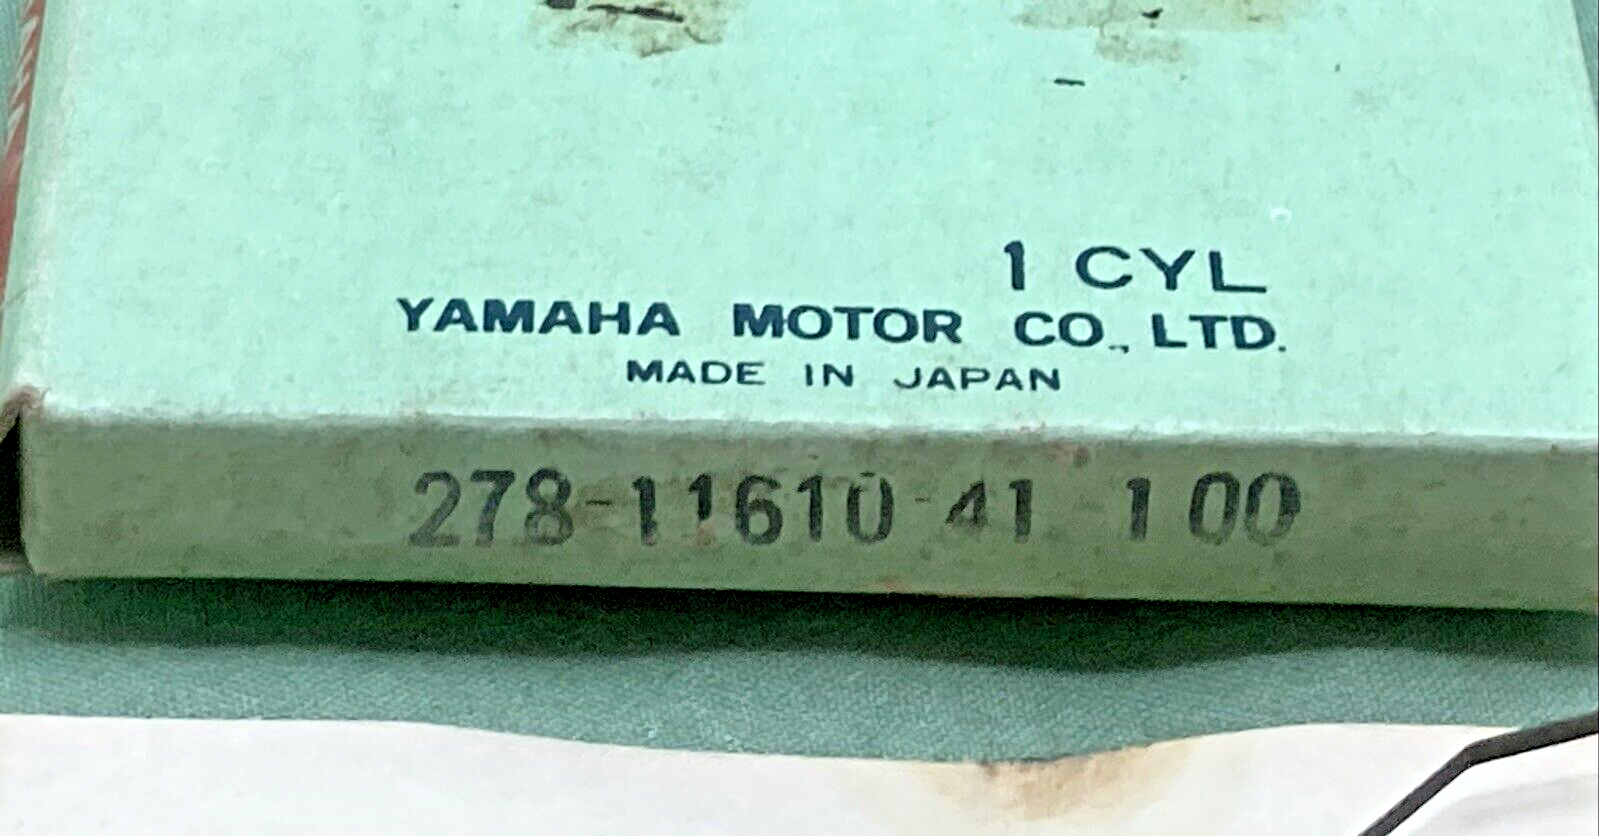 1 CYL
YAMAHA MOTOR CO., LTD.
MADE IN JAPAN
278-11610-41 1 00